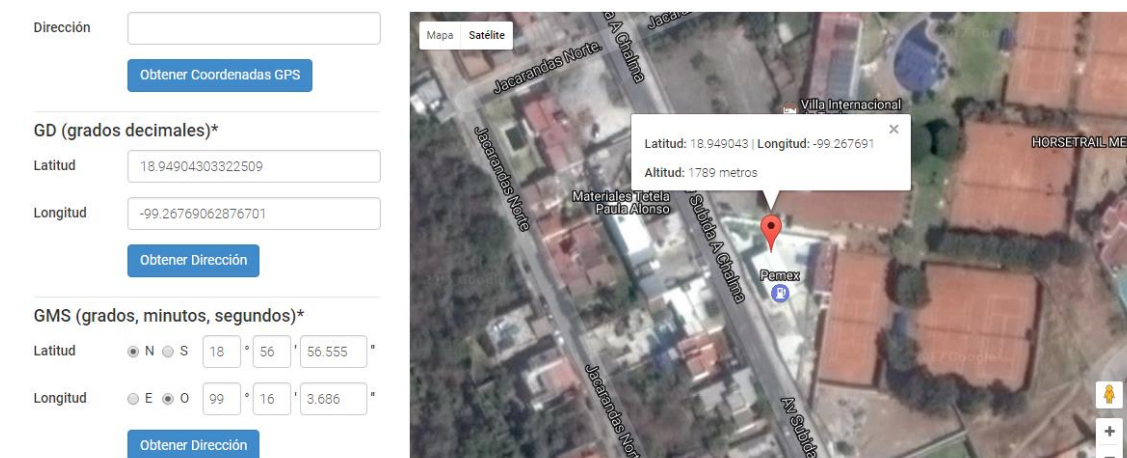 Dirección
Obtener Coordenadas GPS
GD (grados decimales)*
Latitud 18.94904303322509
Longitud -99.26769062876701
Obtener Dirección
GMS (grados, minutos, segundos)*
Latitud N S 18 ° 56 ' 56.555 "
Longitud E O 99 ° 16 ' 3.686 "
Obtener Dirección
Mapa Satélite
Jacarandas Norte
A Chalma
Villa Internacional
HORSETRAIL ME
Latitud: 18.949043 | Longitud: -99.267691 ×
Altitud: 1789 metros
Jacarandas Norte
Materiales Tetela
Paula Alonso
Subida A Chalma
Pemex
Jacarandas Nor
Av Subida
+